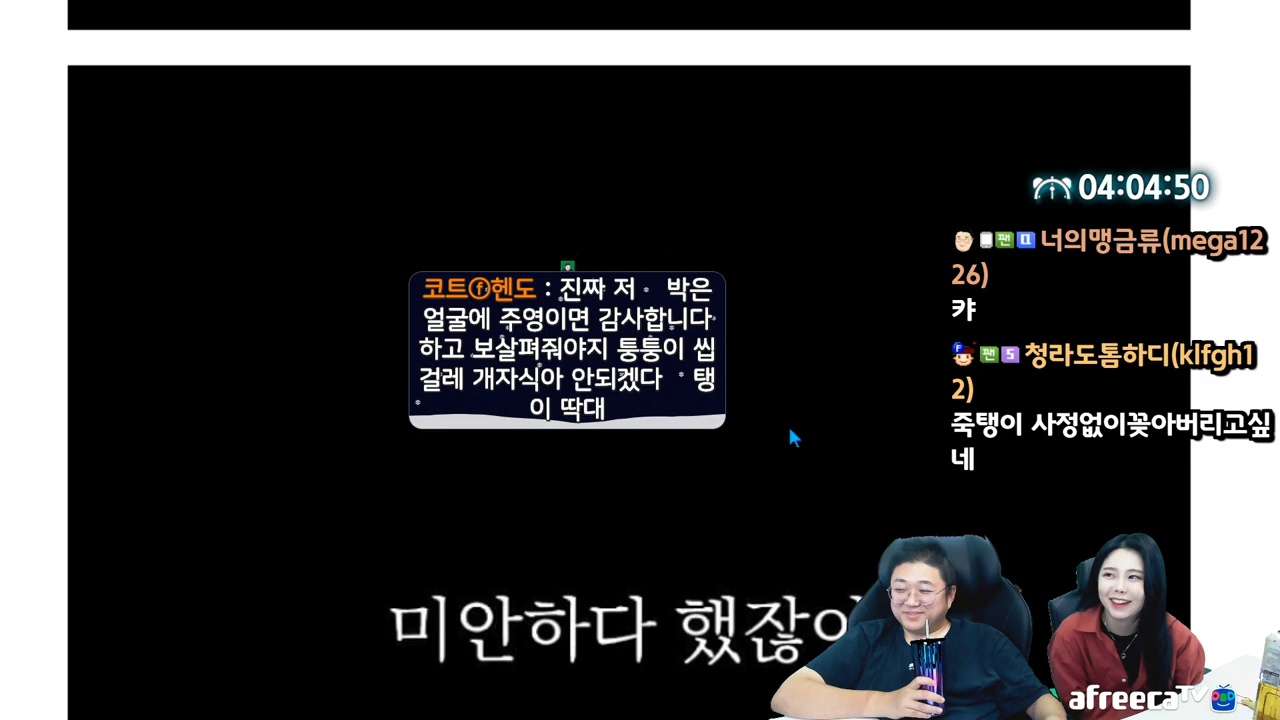 04:04:50
너의맹금류(mega12
26)
캬
코트ⓕ헨도 : 진짜 저 박은
얼굴에 주영이면 감사합니다
하고 보살펴줘야지 퉁퉁이 씹
걸레 개자식아 안되겠다 탱
이 딱대
청라도톰하디(klfgh1
2)
죽탱이 사정없이꽂아버리고싶
네
미안하다 했잖아
afreecaTV